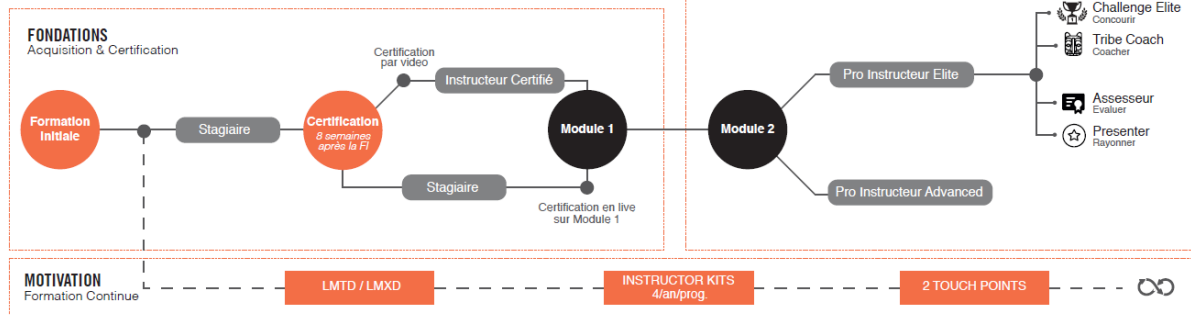 FONDATIONS
Acquisition & Certification
Formation
Initiale
Stagiaire
Certification
8 semaines
après la FI
Certification
par video
Instructeur Certifié
Stagiaire
Module 1
Certification en live
sur Module 1
Module 2
Pro Instructeur Elite
Pro Instructeur Advanced
Challenge Elite
Concourir
Tribe Coach
Coacher
Assesseur
Evaluer
Presenter
Rayonner
MOTIVATION
Formation Continue
LMTD / LMXD
INSTRUCTOR KITS
4/an/prog.
2 TOUCH POINTS